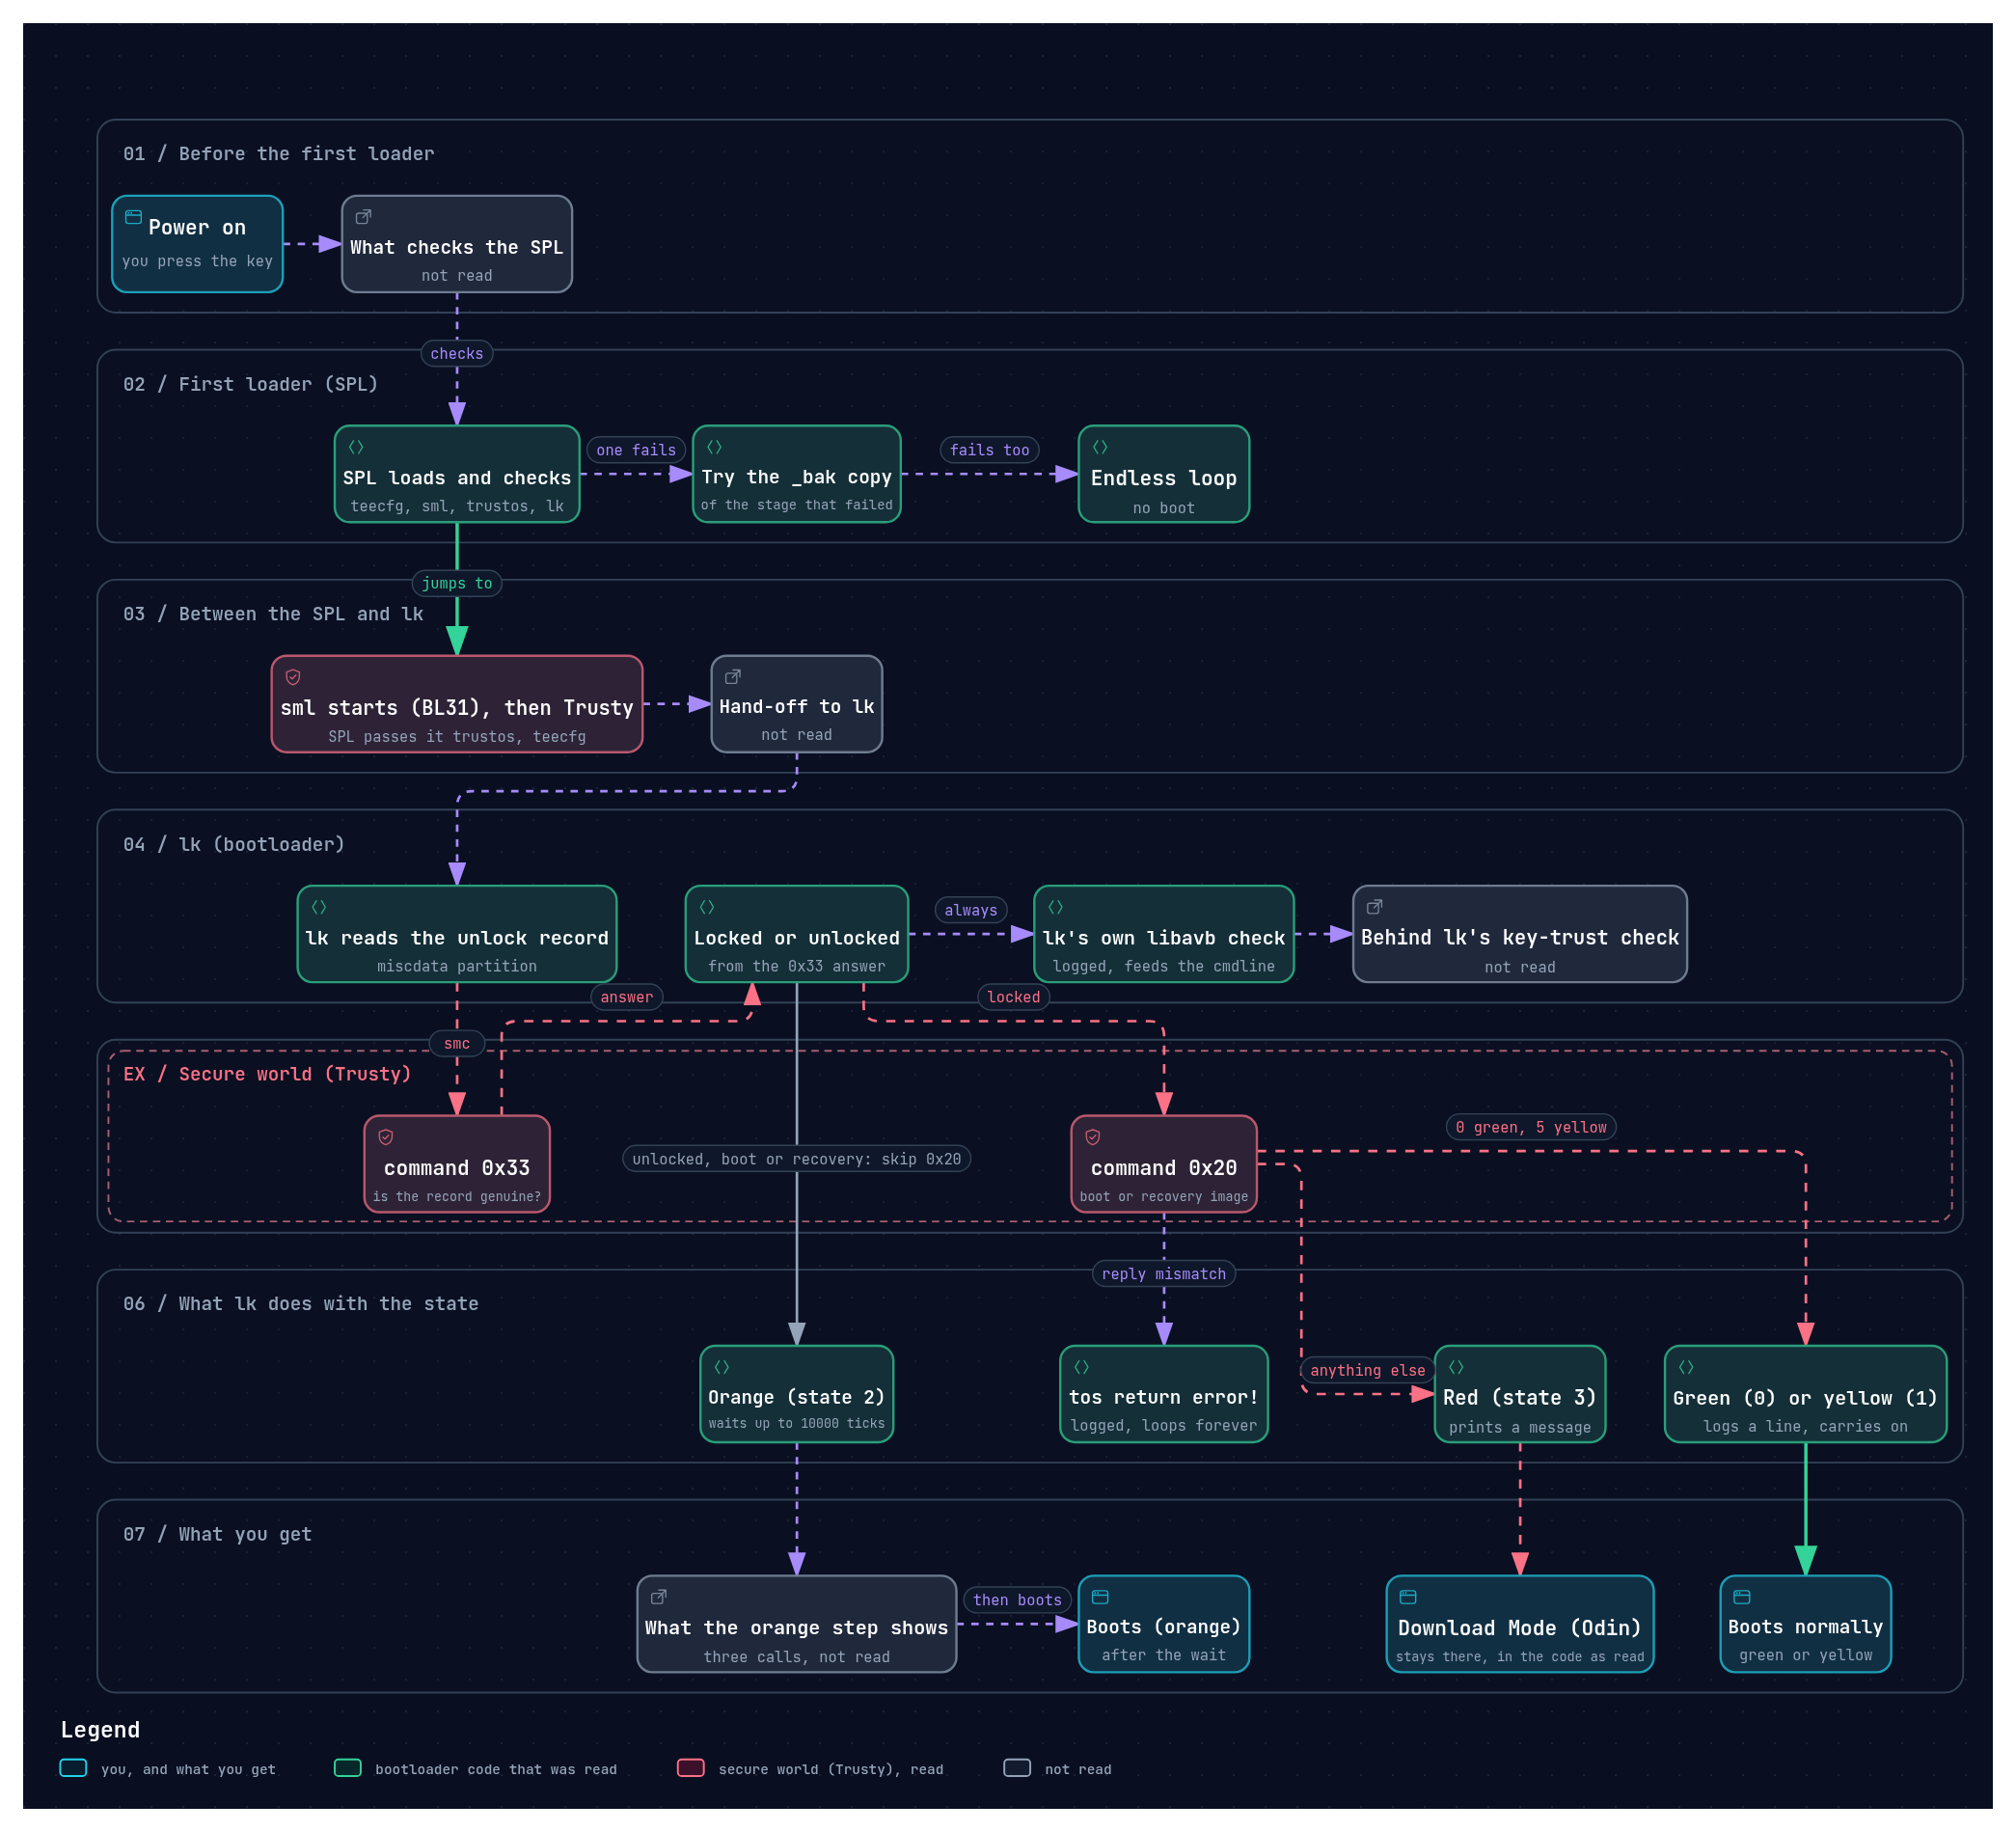 01 / Before the first loader
Power on
you press the key
What checks the SPL
not read
checks
02 / First loader (SPL)
SPL loads and checks
teecfg, sml, trustos, lk
one fails
Try the _bak copy
of the stage that failed
fails too
Endless loop
no boot
jumps to
03 / Between the SPL and lk
sml starts (BL31), then Trusty
SPL passes it trustos, teecfg
Hand-off to lk
not read
04 / lk (bootloader)
lk reads the unlock record
miscdata partition
Locked or unlocked
from the 0x33 answer
always
lk's own libavb check
logged, feeds the cmdline
Behind lk's key-trust check
not read
answer
locked
smc
EX / Secure world (Trusty)
command 0x33
is the record genuine?
unlocked, boot or recovery: skip 0x20
command 0x20
boot or recovery image
0 green, 5 yellow
reply mismatch
06 / What lk does with the state
Orange (state 2)
waits up to 10000 ticks
tos return error!
logged, loops forever
anything else
Red (state 3)
prints a message
Green (0) or yellow (1)
logs a line, carries on
07 / What you get
What the orange step shows
three calls, not read
then boots
Boots (orange)
after the wait
Download Mode (Odin)
stays there, in the code as read
Boots normally
green or yellow
Legend
you, and what you get
bootloader code that was read
secure world (Trusty), read
not read